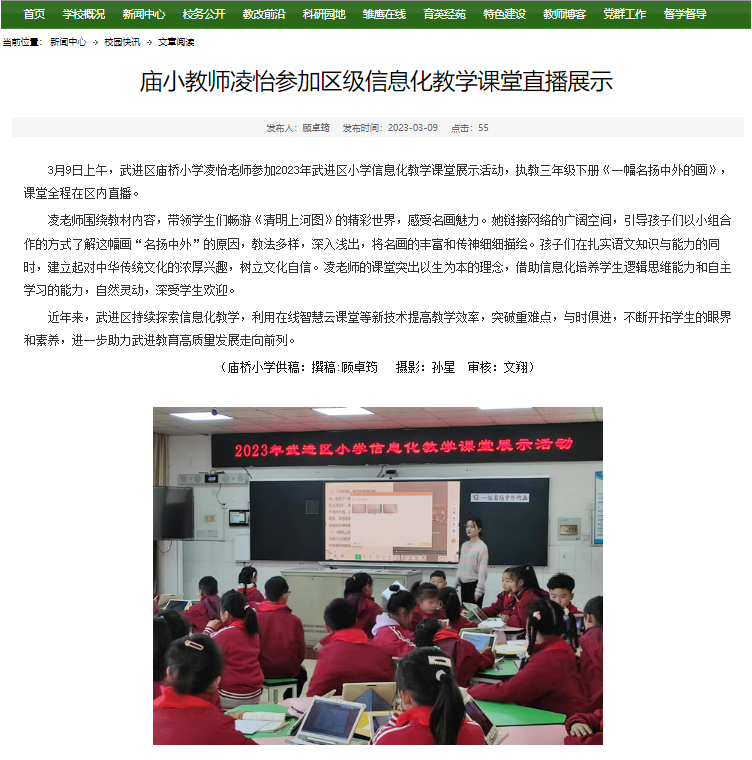 首页 学校概况 新闻中心 校务公开 教改前沿 科研园地 雏鹰在线 育英经苑 特色建设 教师博客 党群工作 督学督导
当前位置： 新闻中心 → 校园快讯 → 文章阅读
庙小教师凌怡参加区级信息化教学课堂直播展示
发布人：顾卓筠 发布时间：2023-03-09 点击：55
3月9日上午，武进区庙桥小学凌怡老师参加2023年武进区小学信息化教学课堂展示活动，执教三年级下册《一幅名扬中外的画》，
课堂全程在区内直播。
凌老师围绕教材内容，带领学生们畅游《清明上河图》的精彩世界，感受名画魅力。她链接网络的广阔空间，引导孩子们以小组合
作的方式了解这幅画“名扬中外”的原因，教法多样，深入浅出，将名画的丰富和传神细细描绘。孩子们在扎实语文知识与能力的同
时，建立起对中华传统文化的浓厚兴趣，树立文化自信。凌老师的课堂突出以生为本的理念，借助信息化培养学生逻辑思维能力和自主
学习的能力，自然灵动，深受学生欢迎。
近年来，武进区持续探索信息化教学，利用在线智慧云课堂等新技术提高教学效率，突破重难点，与时俱进，不断开拓学生的眼界
和素养，进一步助力武进教育高质量发展走向前列。
（庙桥小学供稿：撰稿:顾卓筠 摄影：孙星 审核：文翔）
2023年武进区小学信息化教学课堂展示活动
12.一幅名扬中外的画